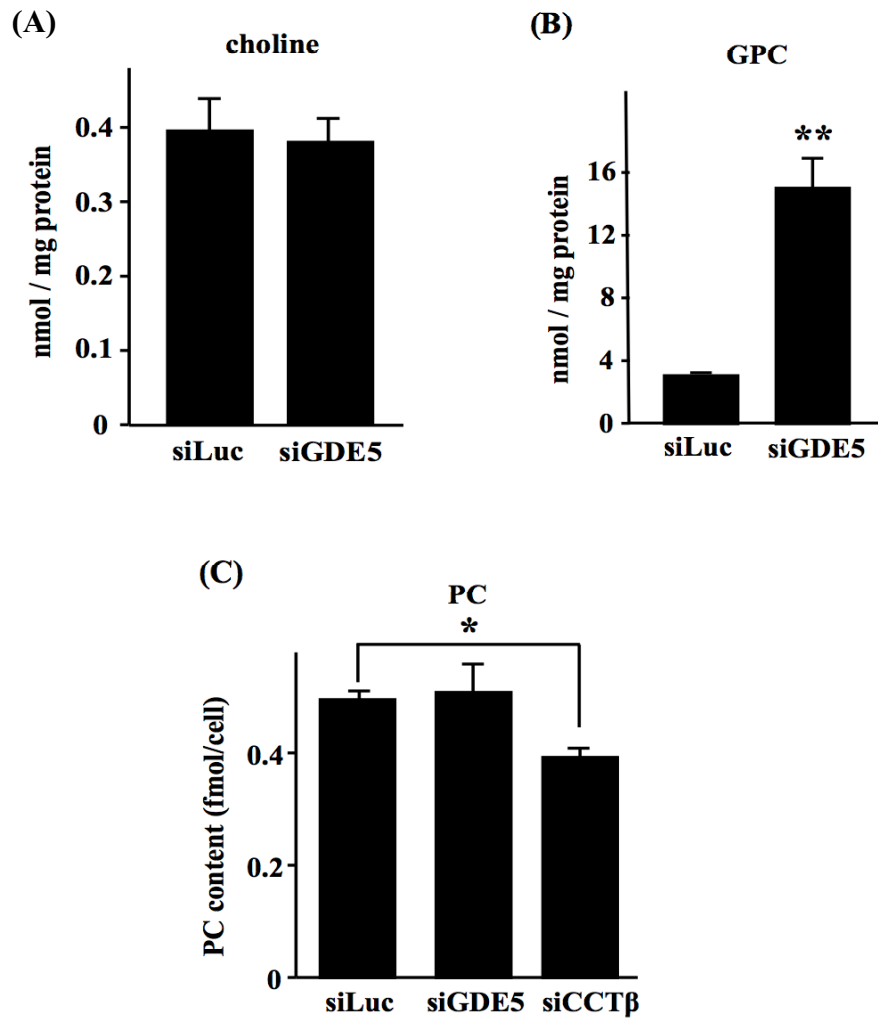 (A)
choline
nmol / mg protein
0.4
0.3
0.2
0.1
0
siLuc
siGDE5
(B)
GPC
nmol / mg protein
16
12
8
4
0
**
siLuc
siGDE5
(C)
PC
*
PC content (fmol/cell)
0.4
0.2
0
siLuc
siGDE5
siCCTβ